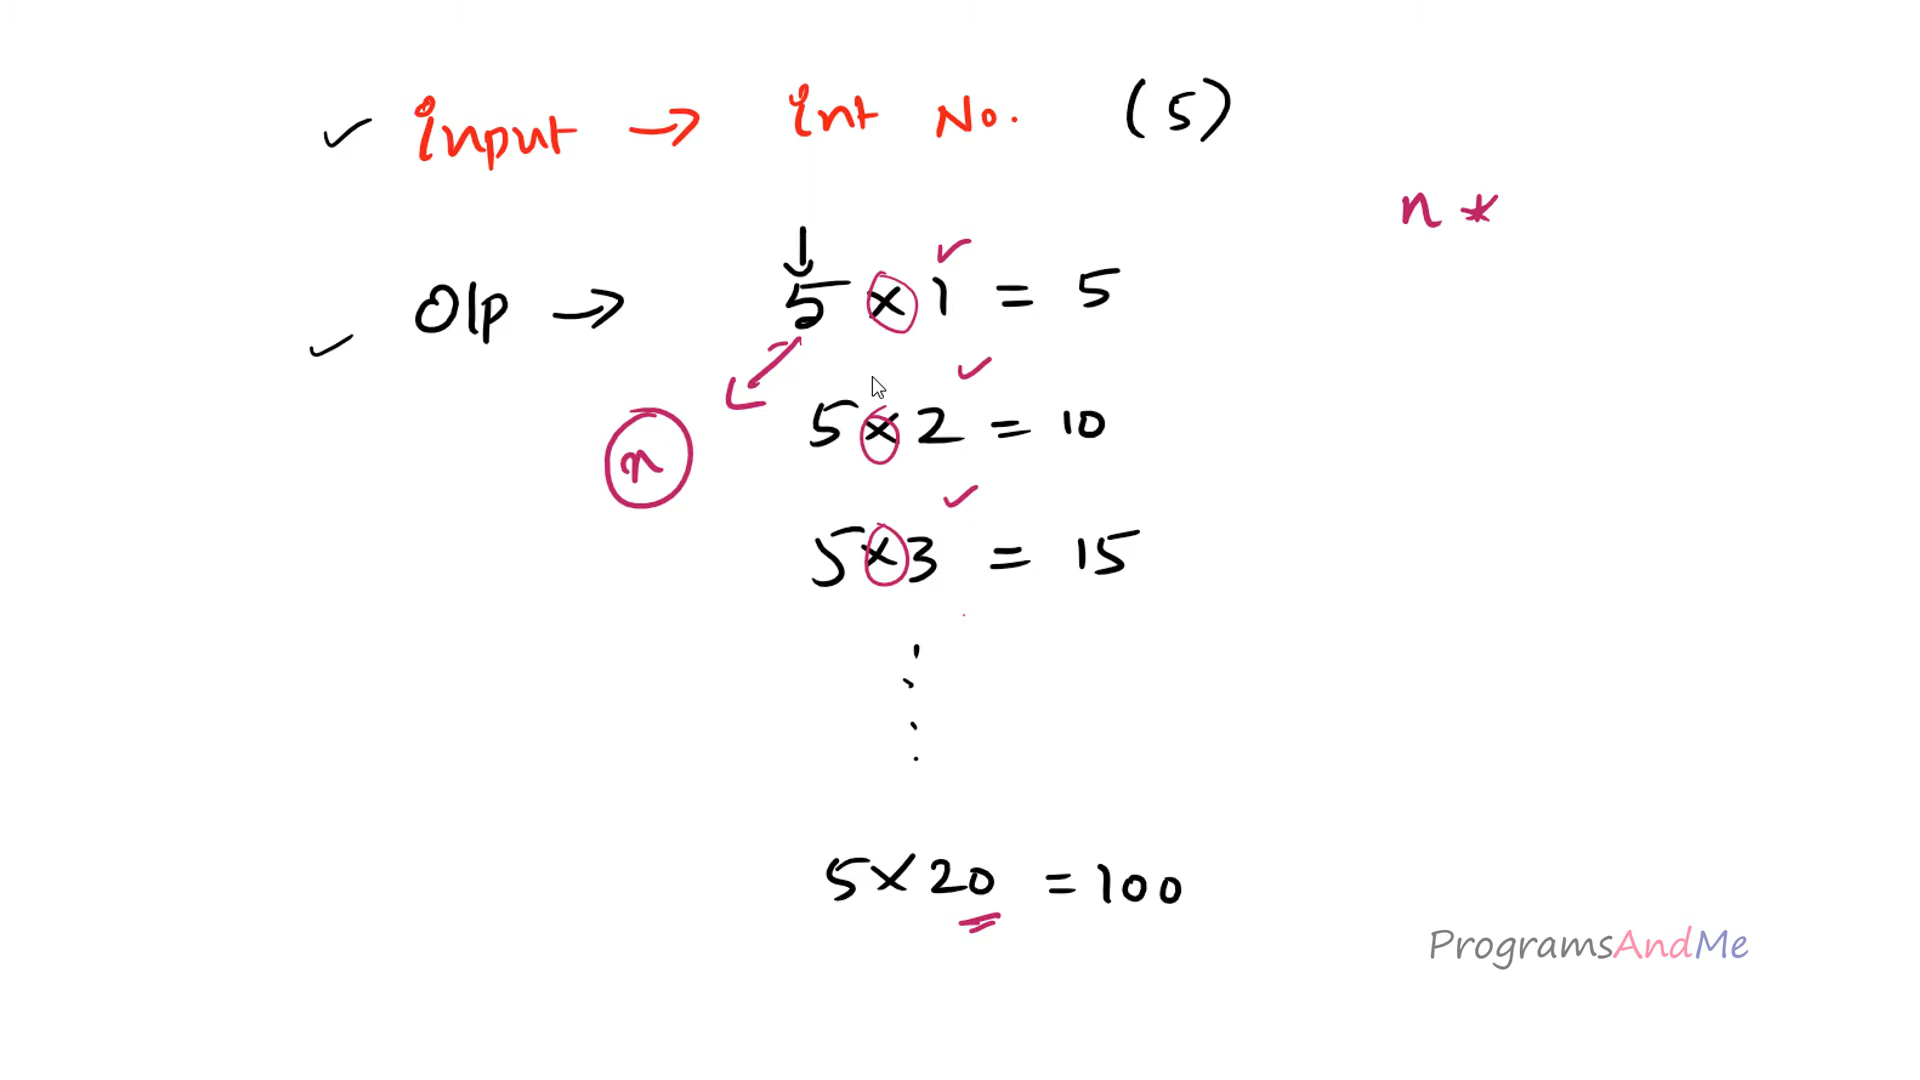 ✓ input → int No. (5)
n *
✓ O/p → 5 × 1 = 5
n
5 × 2 = 10
5 × 3 = 15
5 × 20 = 100
ProgramsAndMe